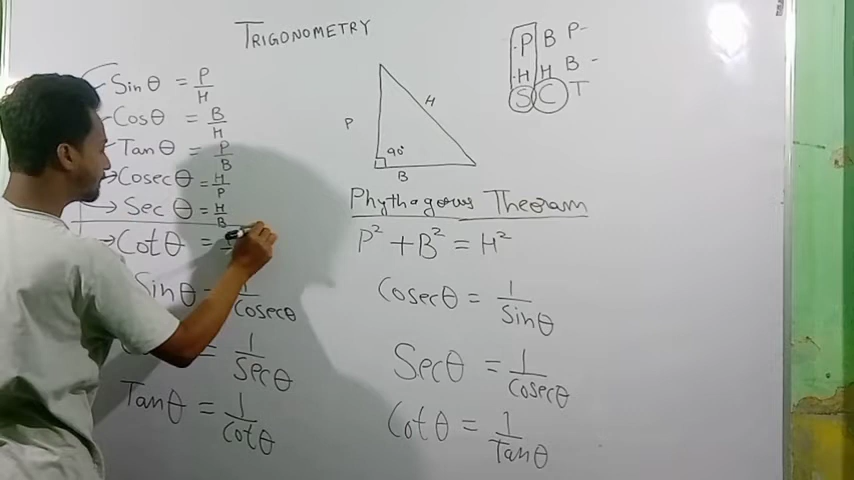 TRIGONOMETRY
Sinθ = P/H
Cosθ = B/H
Tanθ = P/B
Cosecθ = H/P
Sec θ = H/B
Cotθ =
Sinθ = 1/Cosecθ
= 1/Secθ
Tanθ = 1/Cotθ
P
H
90°
B
P B P
H H B
S C T
Phythagorus Theoram
P² + B² = H²
Cosecθ = 1/Sinθ
Secθ = 1/Cosecθ
Cotθ = 1/Tanθ